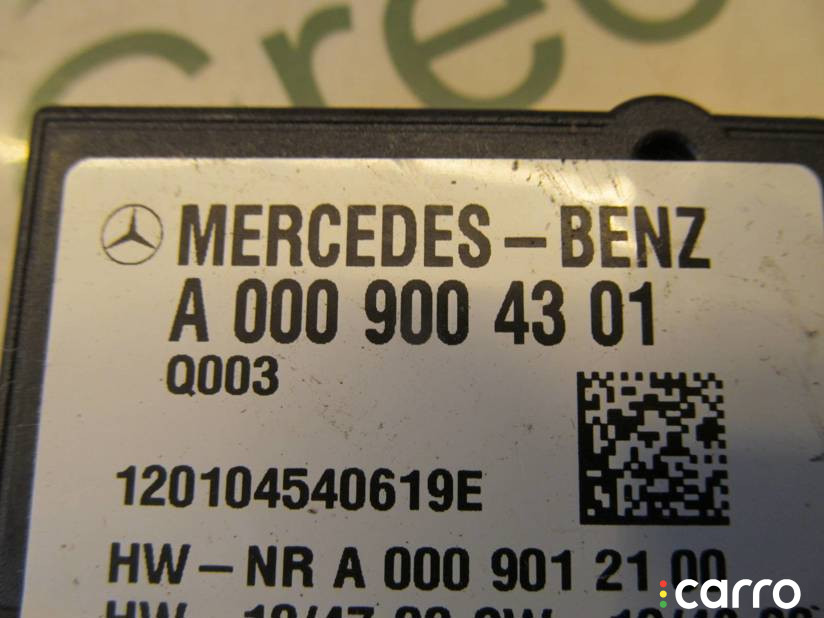 MERCEDES-BENZ
A 000 900 43 01
Q003
120104540619E
HW-NR A 000 901 21 00
carro